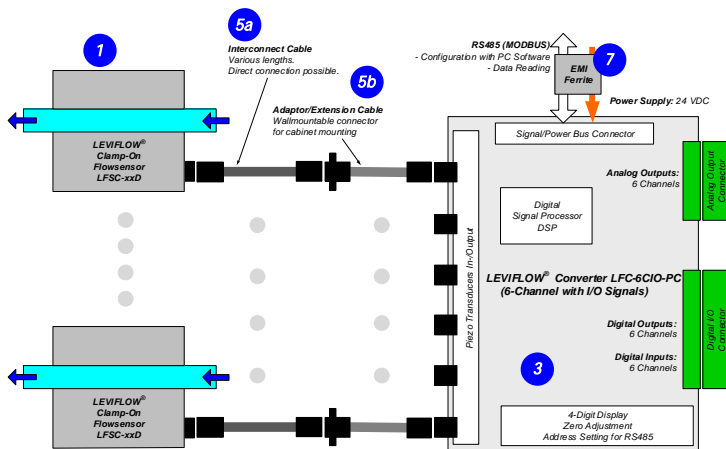 1
LEVIFLOW®
Clamp-On
Flowsensor
LFSC-xxD
5a
Interconnect Cable
Various lengths.
Direct connection possible.
5b
Adaptor/Extension Cable
Wallmountable connector
for cabinet mounting
RS485 (MODBUS)
- Configuration with PC Software
- Data Reading
EMI
Ferrite
7
Power Supply: 24 VDC
Signal/Power Bus Connector
Piezo Transducers In-/Output
Digital
Signal Processor
DSP
Analog Outputs:
6 Channels
Analog Output
Connector
LEVIFLOW® Converter LFC-6CIO-PC
(6-Channel with I/O Signals)
Digital Outputs:
6 Channels
Digital Inputs:
6 Channels
Digital I/O
Connector
3
4-Digit Display
Zero Adjustment
Address Setting for RS485
LEVIFLOW®
Clamp-On
Flowsensor
LFSC-xxD